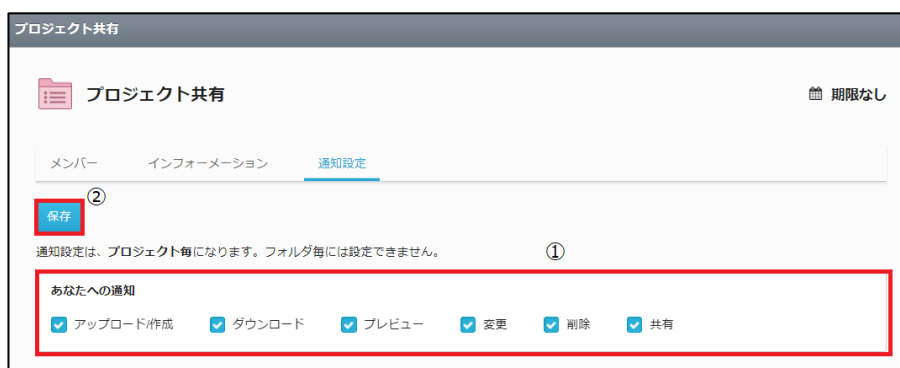 プロジェクト共有
プロジェクト共有 期限なし
メンバー インフォーメーション 通知設定
②
保存
通知設定は、プロジェクト毎になります。フォルダ毎には設定できません。 ①
あなたへの通知
アップロード/作成 ダウンロード プレビュー 変更 削除 共有